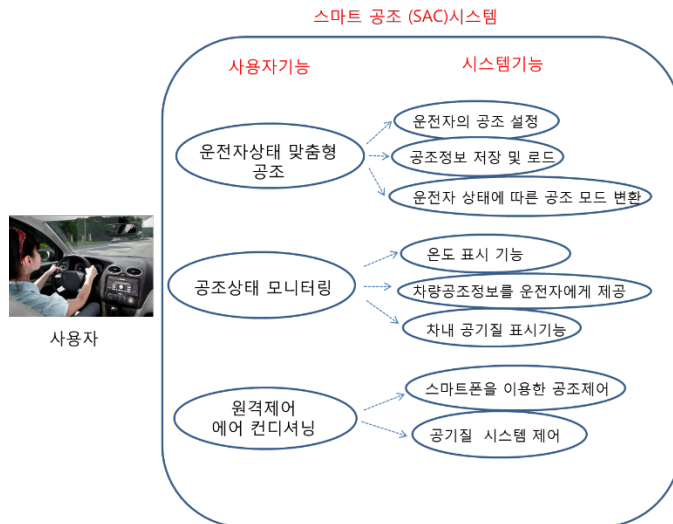 스마트 공조 (SAC)시스템
사용자기능
시스템기능
운전자상태 맞춤형
공조
운전자의 공조 설정
공조정보 저장 및 로드
운전자 상태에 따른 공조 모드 변환
사용자
공조상태 모니터링
온도 표시 기능
차량공조정보를 운전자에게 제공
차내 공기질 표시기능
원격제어
에어 컨디셔닝
스마트폰을 이용한 공조제어
공기질 시스템 제어